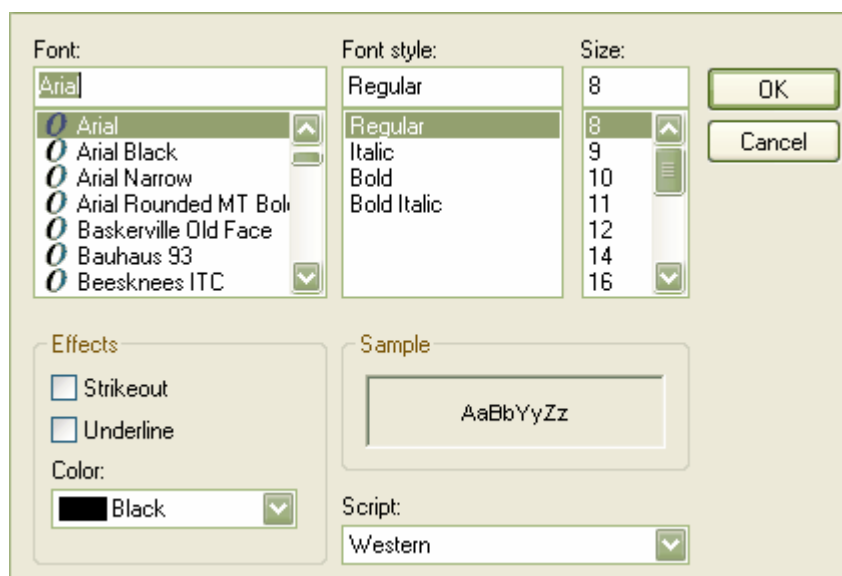 Font:
Font style:
Size:
Arial
Regular
8
OK
Cancel
Arial
Arial Black
Arial Narrow
Arial Rounded MT Bol
Baskerville Old Face
Bauhaus 93
Beesknees ITC
Regular
Italic
Bold
Bold Italic
8
9
10
11
12
14
16
Effects
Strikeout
Underline
Color:
Black
Sample
AaBbYyZz
Script:
Western